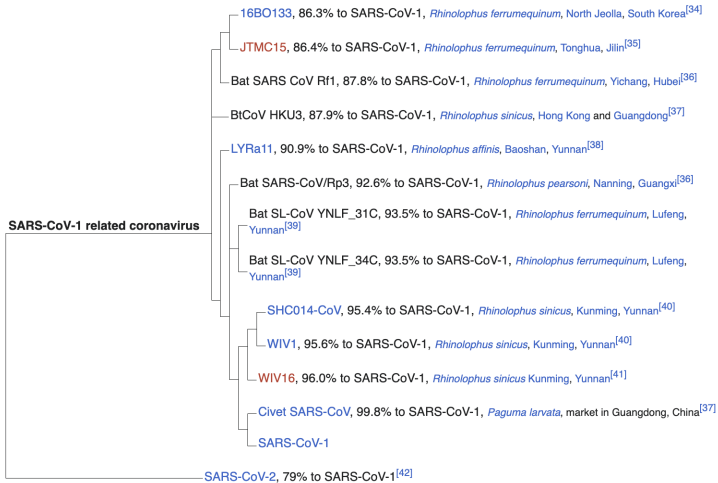 16BO133, 86.3% to SARS-CoV-1, Rhinolophus ferrumequinum, North Jeolla, South Korea[34]
JTMC15, 86.4% to SARS-CoV-1, Rhinolophus ferrumequinum, Tonghua, Jilin[35]
Bat SARS CoV Rf1, 87.8% to SARS-CoV-1, Rhinolophus ferrumequinum, Yichang, Hubei[36]
BtCoV HKU3, 87.9% to SARS-CoV-1, Rhinolophus sinicus, Hong Kong and Guangdong[37]
LYRa11, 90.9% to SARS-CoV-1, Rhinolophus affinis, Baoshan, Yunnan[38]
Bat SARS-CoV/Rp3, 92.6% to SARS-CoV-1, Rhinolophus pearsoni, Nanning, Guangxi[36]
Bat SL-CoV YNLF_31C, 93.5% to SARS-CoV-1, Rhinolophus ferrumequinum, Lufeng,
Yunnan[39]
SARS-CoV-1 related coronavirus
Bat SL-CoV YNLF_34C, 93.5% to SARS-CoV-1, Rhinolophus ferrumequinum, Lufeng,
Yunnan[39]
SHC014-CoV, 95.4% to SARS-CoV-1, Rhinolophus sinicus, Kunming, Yunnan[40]
WIV1, 95.6% to SARS-CoV-1, Rhinolophus sinicus, Kunming, Yunnan[40]
WIV16, 96.0% to SARS-CoV-1, Rhinolophus sinicus Kunming, Yunnan[41]
Civet SARS-CoV, 99.8% to SARS-CoV-1, Paguma larvata, market in Guangdong, China[37]
SARS-CoV-1
SARS-CoV-2, 79% to SARS-CoV-1[42]